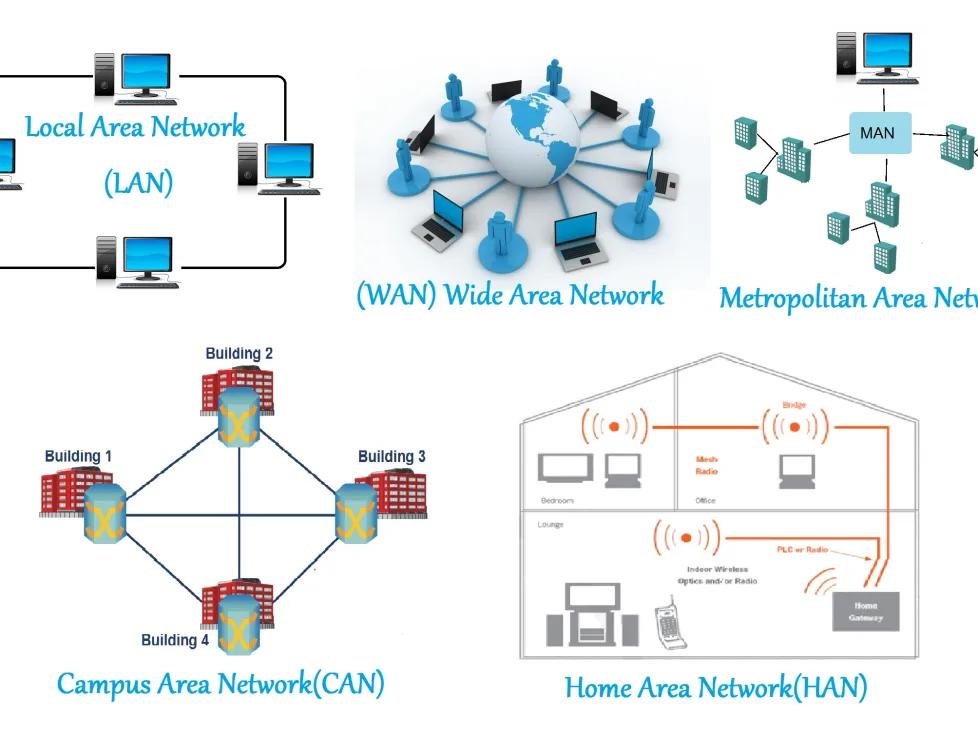 Local Area Network
(LAN)
(WAN) Wide Area Network
MAN
Metropolitan Area Netw
Building 2
Building 1
Building 3
Building 4
Campus Area Network(CAN)
Bridge
Mesh
Radio
Bedroom
Office
Lounge
PLC or Radio
Indoor Wireless
Optics and/or Radio
Home
Gateway
Home Area Network(HAN)